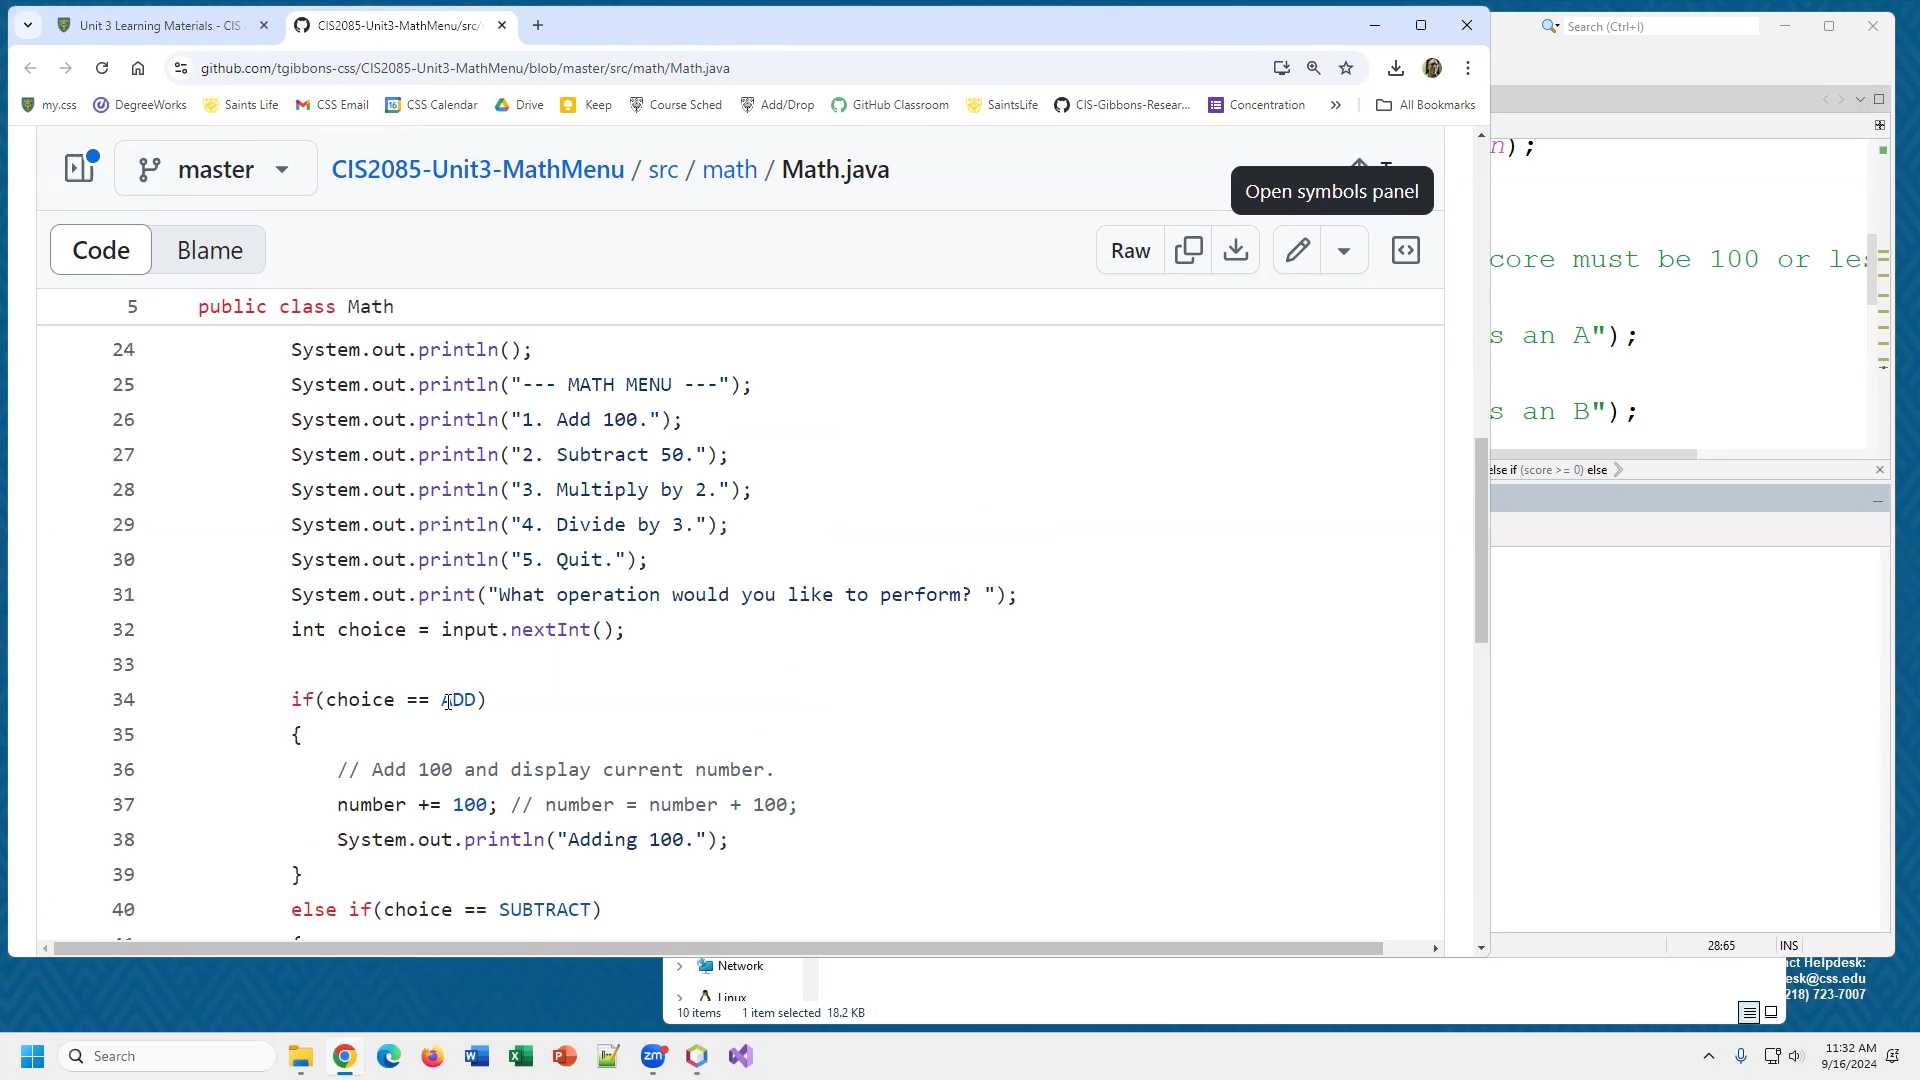 Unit 3 Learning Materials - CIS
CIS2085-Unit3-MathMenu/src/
github.com/tgibbons-css/CIS2085-Unit3-MathMenu/blob/master/src/math/Math.java
my.css DegreeWorks Saints Life CSS Email CSS Calendar Drive Keep Course Sched Add/Drop GitHub Classroom SaintsLife CIS-Gibbons-Resear... Concentration » All Bookmarks
master CIS2085-Unit3-MathMenu / src / math / Math.java
Open symbols panel
Code Blame Raw
5 public class Math
24 System.out.println();
25 System.out.println("--- MATH MENU ---");
26 System.out.println("1. Add 100.");
27 System.out.println("2. Subtract 50.");
28 System.out.println("3. Multiply by 2.");
29 System.out.println("4. Divide by 3.");
30 System.out.println("5. Quit.");
31 System.out.print("What operation would you like to perform? ");
32 int choice = input.nextInt();
33
34 if(choice == ADD)
35 {
36 // Add 100 and display current number.
37 number += 100; // number = number + 100;
38 System.out.println("Adding 100.");
39 }
40 else if(choice == SUBTRACT)
Search (Ctrl+I)
n);
core must be 100 or les
s an A");
s an B");
else if (score >= 0) else
28:65 INS
act Helpdesk:
esk@css.edu
218) 723-7007
Network
Linux
10 items 1 item selected 18.2 KB
Search
11:32 AM
9/16/2024